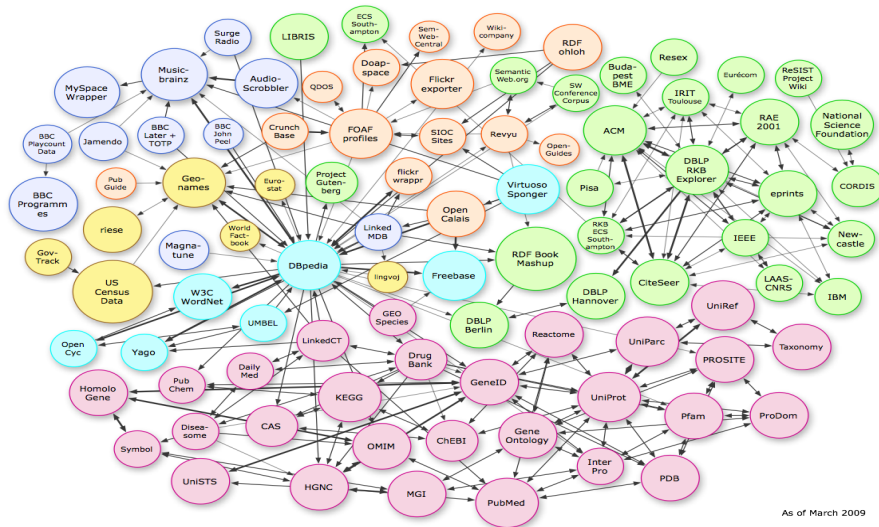 Surge
Radio
LIBRIS
ECS
South-
ampton
Sem-
Web-
Central
Wiki-
company
RDF
ohloh
Doap-
space
Music-
brainz
Audio-
Scrobbler
MySpace
Wrapper
QDOS
Flickr
exporter
Semantic
Web.org
SW
Conference
Corpus
Buda-
pest
BME
Resex
IRIT
Toulouse
Eurécom
ReSIST
Project
Wiki
National
Science
Foundation
RAE
2001
ACM
BBC
Playcount
Data
Jamendo
BBC
Later +
TOTP
BBC
John
Peel
Crunch
Base
FOAF
profiles
SIOC
Sites
Revyu
Open-
Guides
DBLP
RKB
Explorer
BBC
Programm
es
Pub
Guide
Geo-
names
Euro-
stat
Project
Guten-
berg
flickr
wrappr
Virtuoso
Sponger
Pisa
eprints
CORDIS
riese
World
Fact-
book
Open
Calais
Linked
MDB
RKB
ECS
South-
ampton
IEEE
New-
castle
Gov-
Track
Magna-
tune
US
Census
Data
DBpedia
lingvoj
Freebase
RDF Book
Mashup
CiteSeer
LAAS-
CNRS
IBM
W3C
WordNet
DBLP
Hannover
UMBEL
GEO
Species
DBLP
Berlin
UniRef
Open
Cyc
Yago
LinkedCT
Reactome
UniParc
Taxonomy
Drug
Bank
PROSITE
Daily
Med
Pub
Chem
Homolo
Gene
KEGG
GeneID
UniProt
Pfam
ProDom
Disea-
some
CAS
ChEBI
Gene
Ontology
Symbol
OMIM
Inter
Pro
UniSTS
HGNC
MGI
PubMed
PDB
As of March 2009